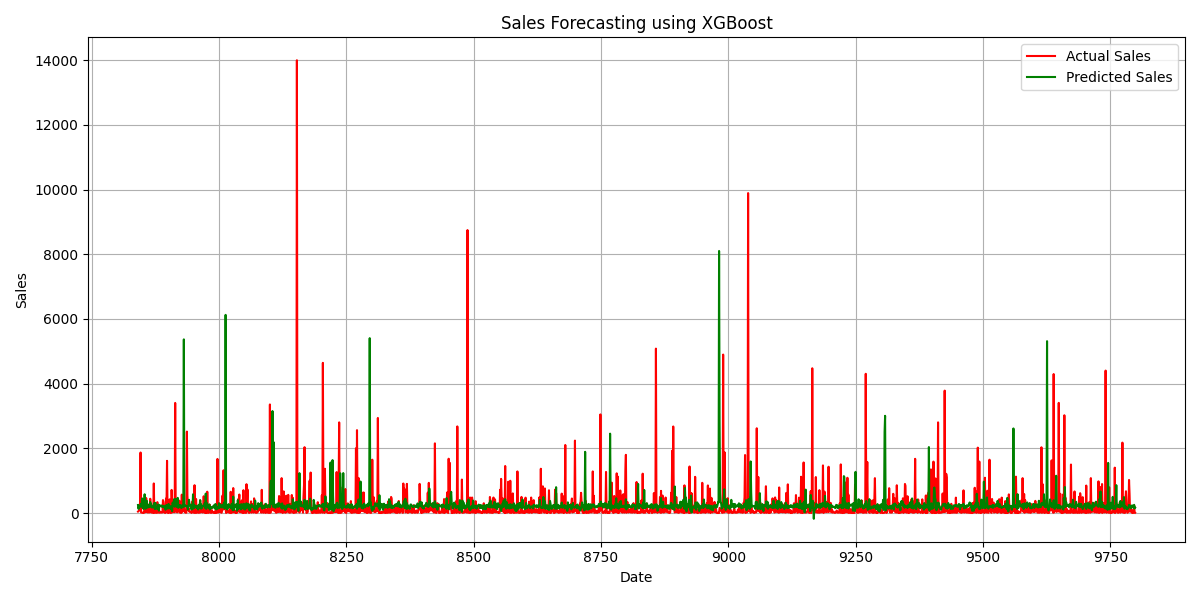 Sales Forecasting using XGBoost
Actual Sales
Predicted Sales
14000
12000
10000
8000
6000
4000
2000
0
Sales
7750 8000 8250 8500 8750 9000 9250 9500 9750
Date